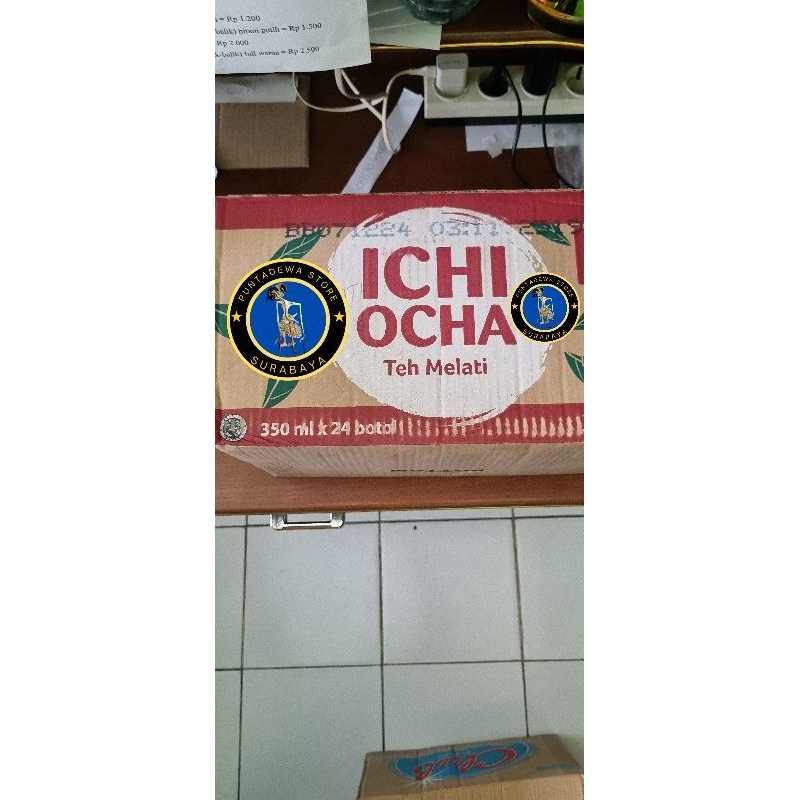 = Rp 1.200
balik) hitam putih = Rp 1.500
Rp 2.000
k-balik) full warna = Rp 2.500
BB071224 03:11
ICHI
OCHA
Teh Melati
PUNTADEWA STORE
SURABAYA
PUNTADEWA STORE
SURABAYA
350 ml x 24 botol